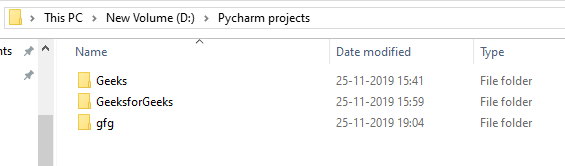 This PC > New Volume (D:) > Pycharm projects
nts
Name Date modified Type
Geeks 25-11-2019 15:41 File folder
GeeksforGeeks 25-11-2019 15:59 File folder
gfg 25-11-2019 19:04 File folder